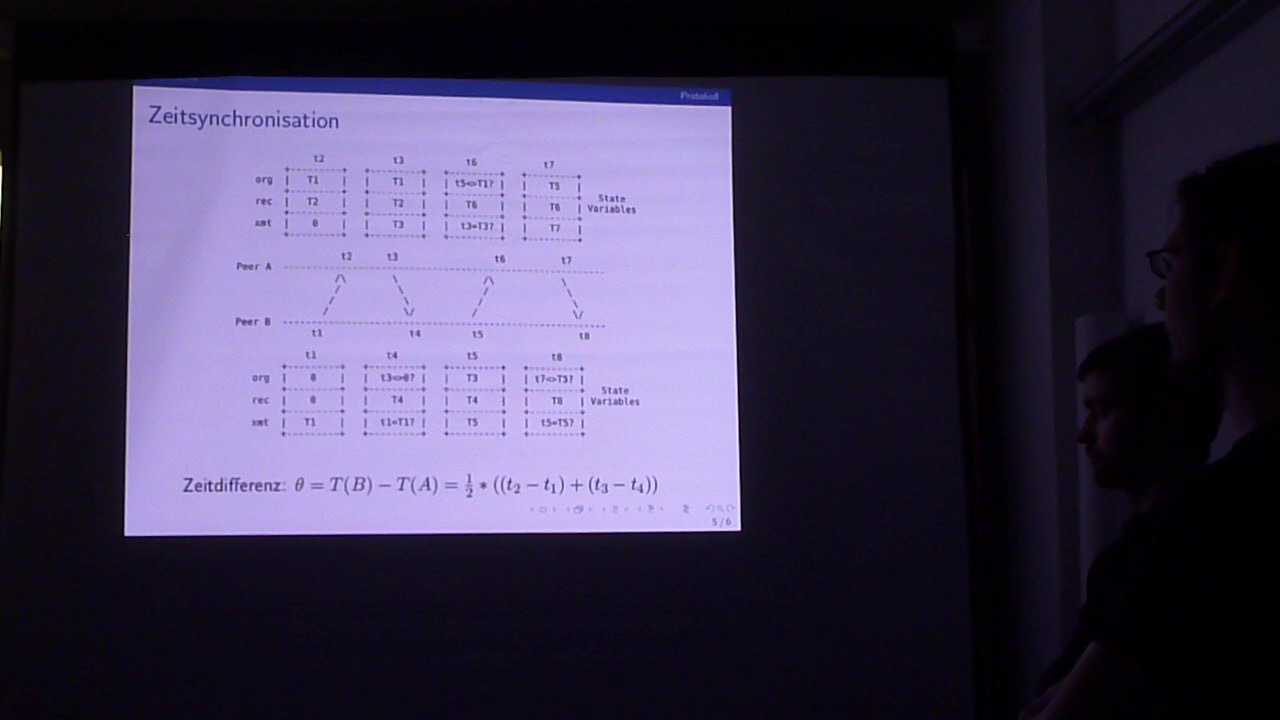 Protokoll
Zeitsynchronisation
t2 t3 t6 t7
org | T1 | | T1 | | t5<>T1? | | T5 |
rec | T2 | | T2 | | T6 | | T6 | State Variables
xmt | 0 | | T3 | | t3=T3? | | T7 |
t2 t3 t6 t7
Peer A
Peer B
t1 t4 t5 t8
t1 t4 t5 t8
org | 0 | | t3<>0? | | T3 | | t7<>T3? |
rec | 0 | | T4 | | T4 | | T8 | State Variables
xmt | T1 | | t1=T1? | | T5 | | t5=T5? |
Zeitdifferenz: θ = T(B) − T(A) = 1/2 ∗ ((t₂ − t₁) + (t₃ − t₄))
5 / 6